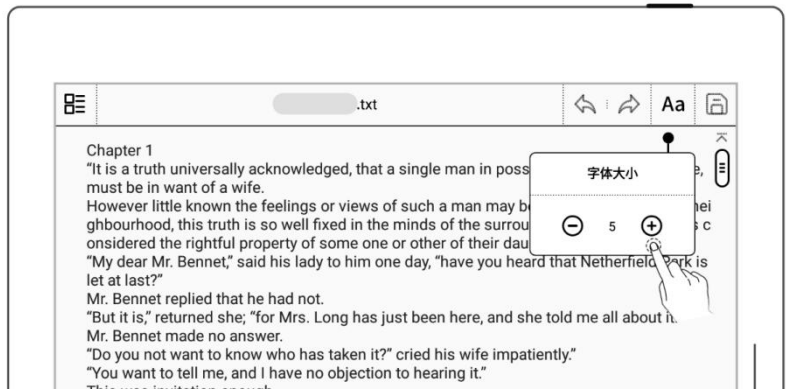 .txt
Aa
Chapter 1
“It is a truth universally acknowledged, that a single man in poss e,
must be in want of a wife.
However little known the feelings or views of such a man may be nei
ghbourhood, this truth is so well fixed in the minds of the surrou s c
onsidered the rightful property of some one or other of their dau
“My dear Mr. Bennet,” said his lady to him one day, “have you heard that Netherfield Park is
let at last?”
Mr. Bennet replied that he had not.
“But it is,” returned she; “for Mrs. Long has just been here, and she told me all about it.
Mr. Bennet made no answer.
“Do you not want to know who has taken it?” cried his wife impatiently.”
“You want to tell me, and I have no objection to hearing it.”
This was invitation enough
字体大小
5